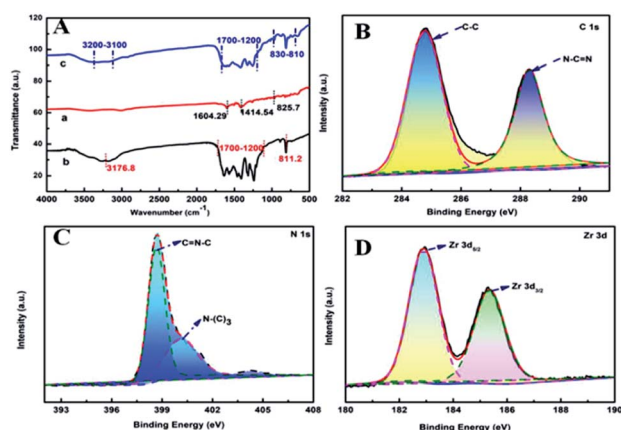 A
Transmittance (a.u.)
120
100
80
60
40
20
3200-3100
1700-1200
830-810
c
a
1604.29
1414.54
825.7
b
3176.8
1700-1200
811.2
4000 3500 3000 2500 2000 1500 1000 500
Wavenumber (cm-1)
B
C 1s
Intensity (a.u.)
C-C
N-C=N
282 284 286 288 290
Binding Energy (eV)
C
N 1s
Intensity (a.u.)
C=N-C
N-(C)3
393 396 399 402 405 408
Binding Energy (eV)
D
Zr 3d
Intensity (a.u.)
Zr 3d5/2
Zr 3d3/2
180 182 184 186 188 190
Binding Energy (eV)